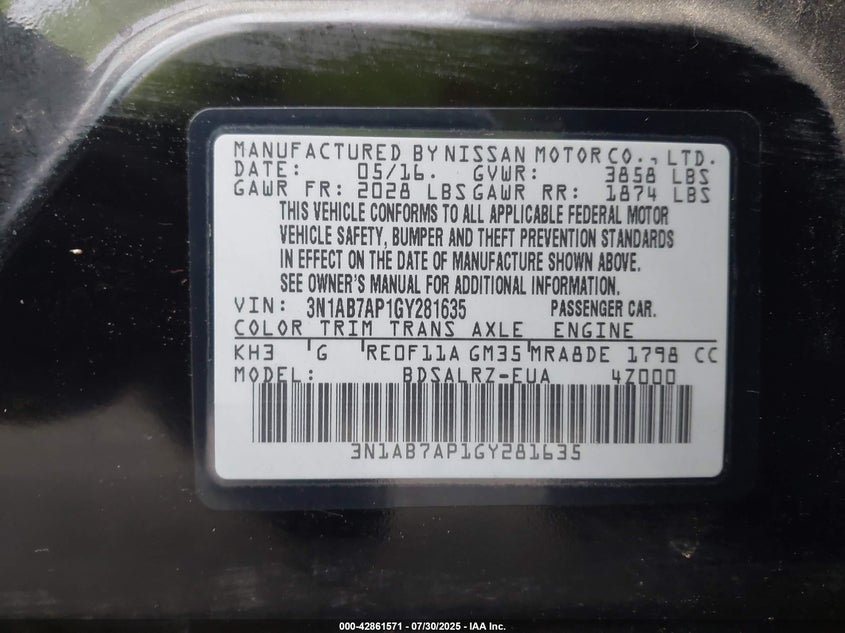 MANUFACTURED BY NISSAN MOTOR CO., LTD.
DATE: 05/16. GVWR: 3858 LBS
GAWR FR: 2028 LBS GAWR RR: 1874 LBS
THIS VEHICLE CONFORMS TO ALL APPLICABLE FEDERAL MOTOR
VEHICLE SAFETY, BUMPER AND THEFT PREVENTION STANDARDS
IN EFFECT ON THE DATE OF MANUFACTURE SHOWN ABOVE.
SEE OWNER'S MANUAL FOR ADDITIONAL INFORMATION.
VIN: 3N1AB7AP1GY281635 PASSENGER CAR.
COLOR TRIM TRANS AXLE ENGINE
KH3 G RE0F11A GM35 MRA8DE 1798 CC
MODEL: BDSALRZ-EUA 4Z000
3N1AB7AP1GY281635
000-42861571 | 07/30/2025 - IAA Inc.